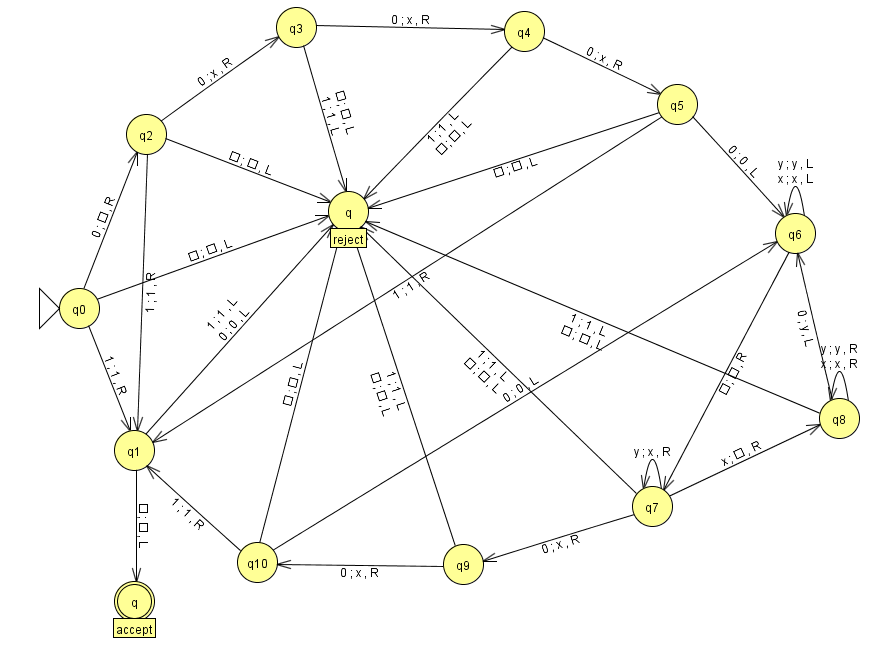 q3
0 ; x , R
q4
0 ; x , R
0 ; x , R
q5
□ ; □ , L
1 ; 1 , L
1 ; 1 , L
□ ; □ , L
q2
□ ; □ , L
□ ; □ , L
0 ; 0 , L
y ; y , L
x ; x , L
0 ; □ , R
q
reject
q6
□ ; □ , L
1 ; 1 , R
1 ; 1 , R
q0
1 ; 1 , L
0 ; 0 , L
1 ; 1 , L
□ ; □ , L
0 ; y , L
y ; y , R
x ; x , R
1 ; 1 , R
□ ; □ , L
1 ; 1 , L
□ ; □ , L
1 ; 1 , L
□ ; □ , L
0 ; 0 , L
□ ; □ , R
q8
q1
y ; x , R
x ; □ , R
q7
1 ; 1 , R
□ ; □ , L
0 ; x , R
q10
0 ; x , R
q9
q
accept